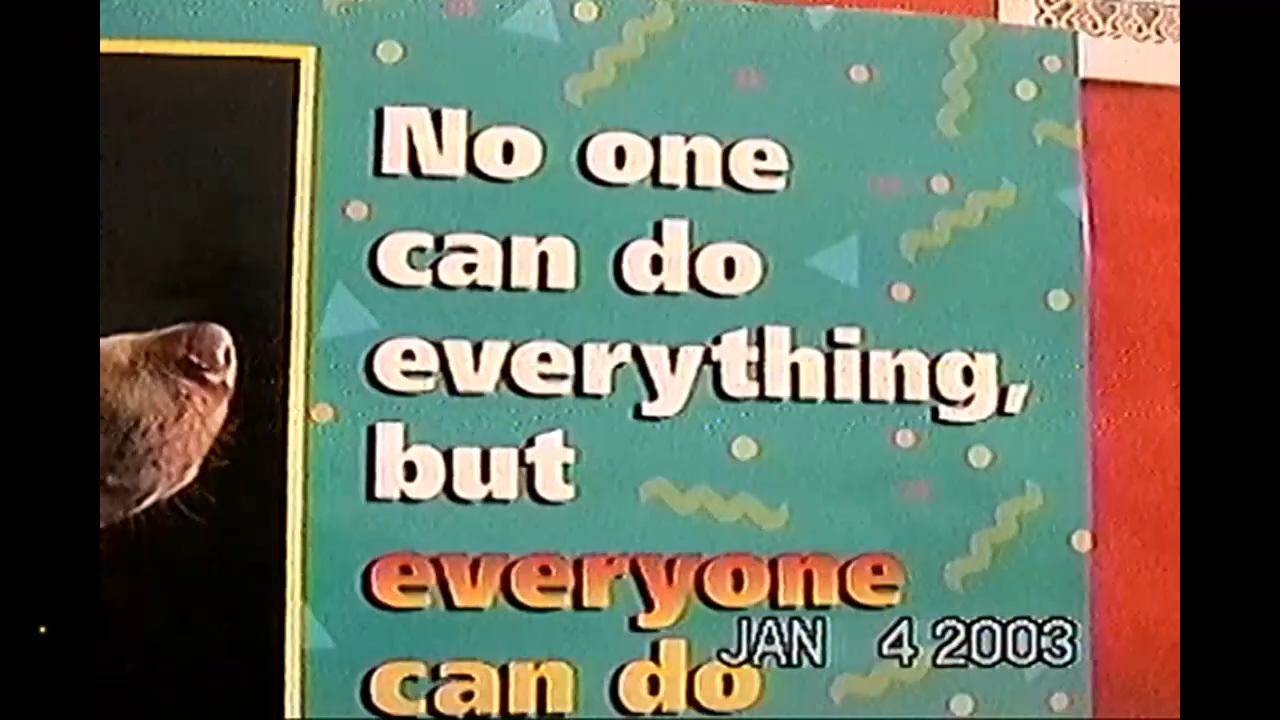 No one
can do
everything,
but
everyone
can do
JAN 4 2003